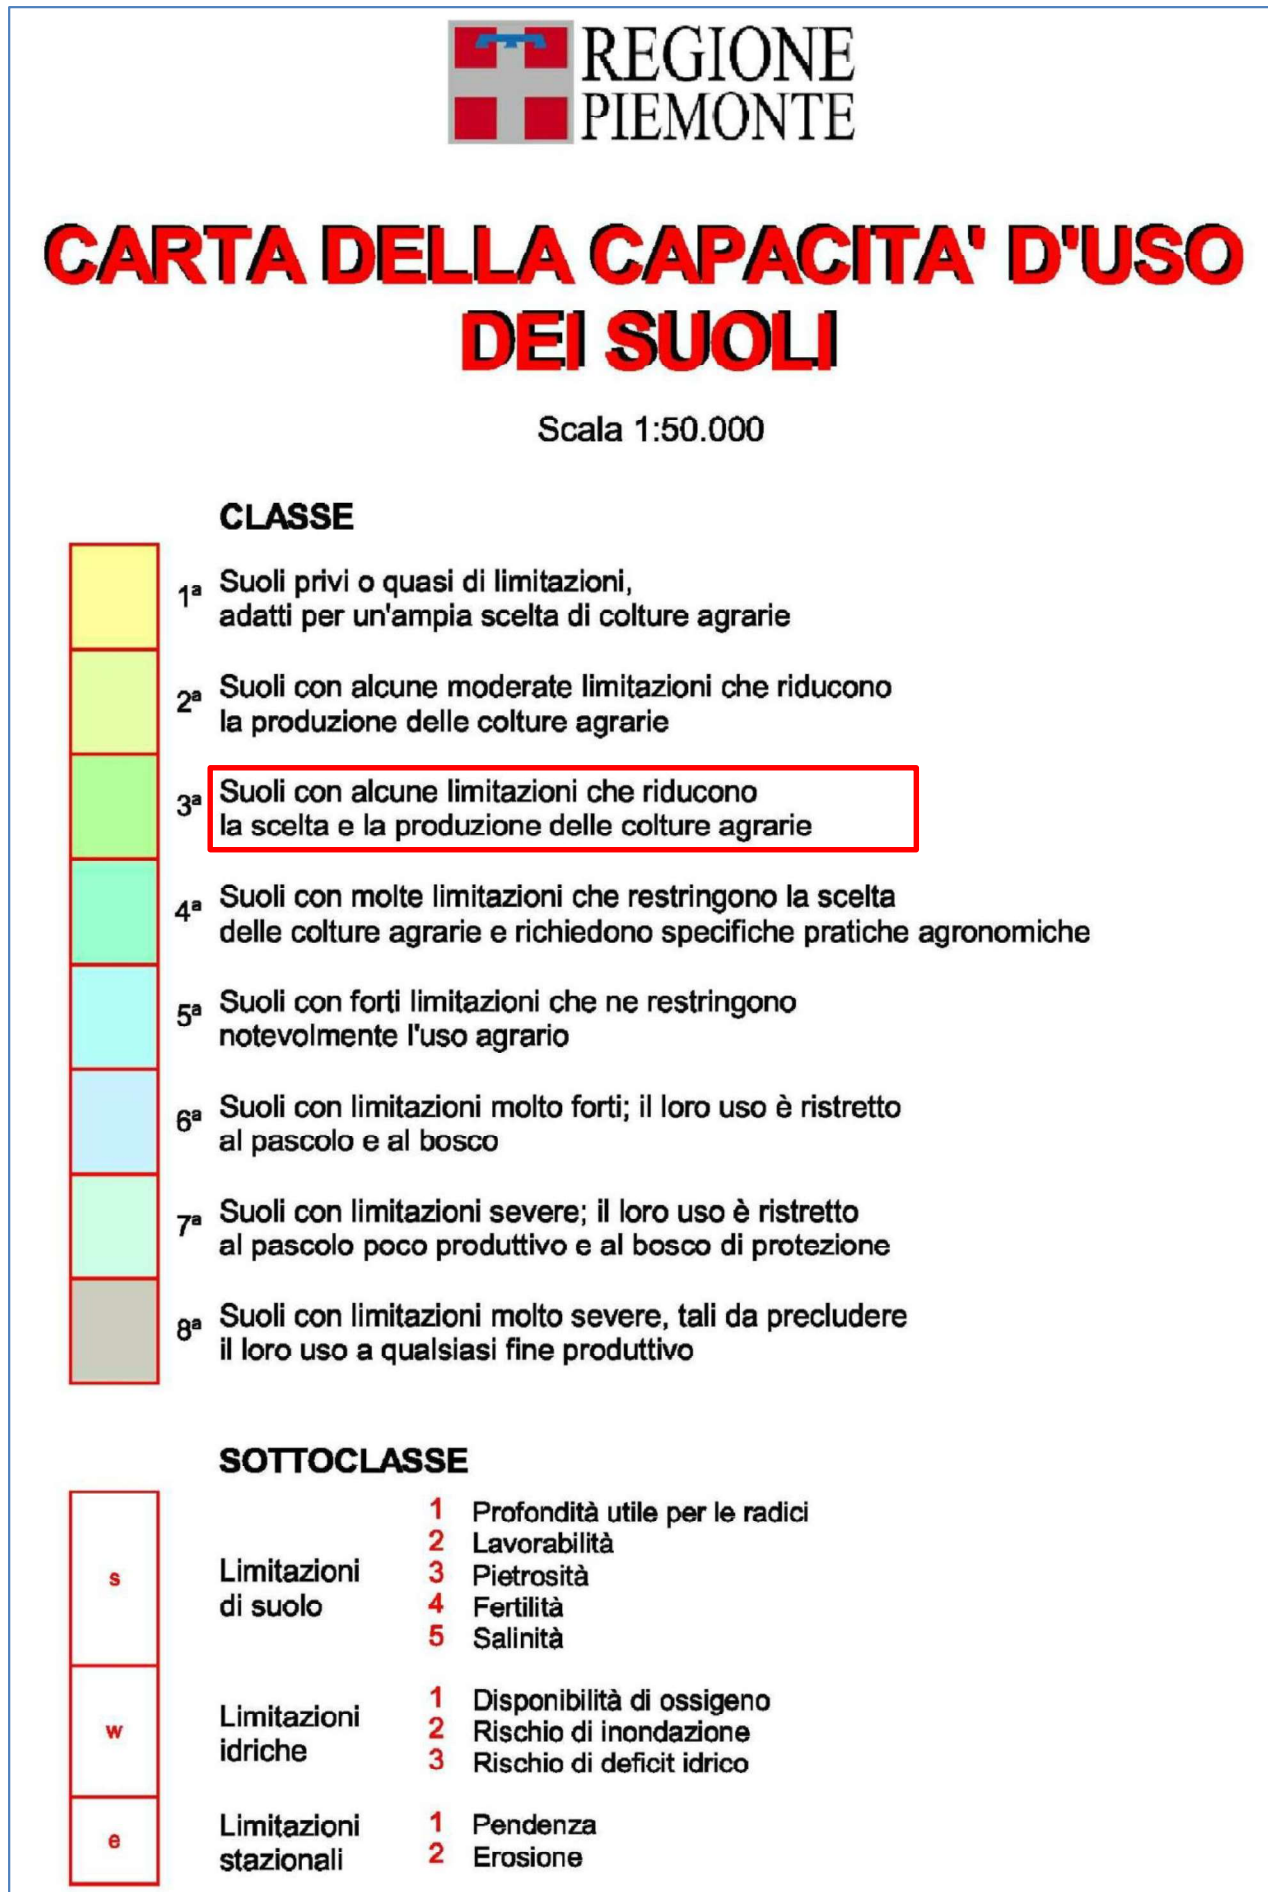 REGIONE
PIEMONTE
CARTA DELLA CAPACITA' D'USO
DEI SUOLI
Scala 1:50.000
CLASSE
1ª Suoli privi o quasi di limitazioni,
adatti per un'ampia scelta di colture agrarie
2ª Suoli con alcune moderate limitazioni che riducono
la produzione delle colture agrarie
3ª Suoli con alcune limitazioni che riducono
la scelta e la produzione delle colture agrarie
4ª Suoli con molte limitazioni che restringono la scelta
delle colture agrarie e richiedono specifiche pratiche agronomiche
5ª Suoli con forti limitazioni che ne restringono
notevolmente l'uso agrario
6ª Suoli con limitazioni molto forti; il loro uso è ristretto
al pascolo e al bosco
7ª Suoli con limitazioni severe; il loro uso è ristretto
al pascolo poco produttivo e al bosco di protezione
8ª Suoli con limitazioni molto severe, tali da precludere
il loro uso a qualsiasi fine produttivo
SOTTOCLASSE
s
Limitazioni
di suolo
1 Profondità utile per le radici
2 Lavorabilità
3 Pietrosità
4 Fertilità
5 Salinità
w
Limitazioni
idriche
1 Disponibilità di ossigeno
2 Rischio di inondazione
3 Rischio di deficit idrico
e
Limitazioni
stazionali
1 Pendenza
2 Erosione